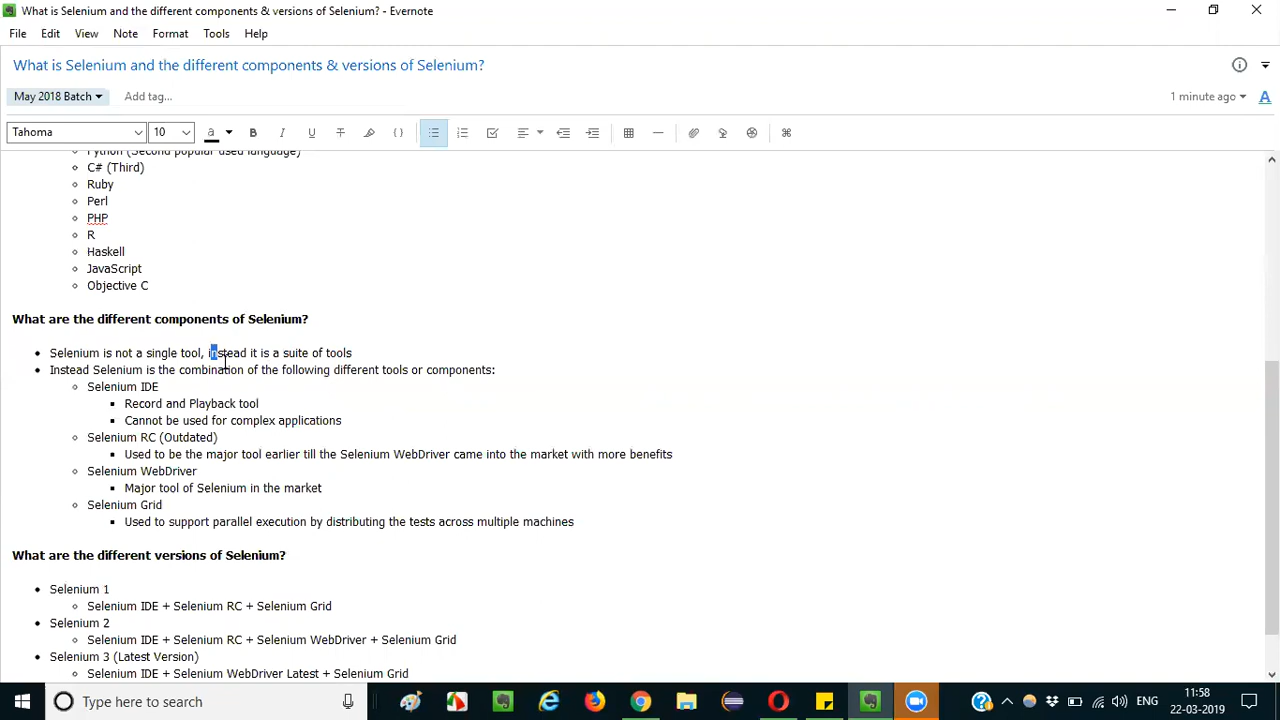 What is Selenium and the different components & versions of Selenium? - Evernote
File Edit View Note Format Tools Help
What is Selenium and the different components & versions of Selenium?
May 2018 Batch Add tag... 1 minute ago
Tahoma 10
Python (Second popular used language)
C# (Third)
Ruby
Perl
PHP
R
Haskell
JavaScript
Objective C
What are the different components of Selenium?
Selenium is not a single tool, instead it is a suite of tools
Instead Selenium is the combination of the following different tools or components:
Selenium IDE
Record and Playback tool
Cannot be used for complex applications
Selenium RC (Outdated)
Used to be the major tool earlier till the Selenium WebDriver came into the market with more benefits
Selenium WebDriver
Major tool of Selenium in the market
Selenium Grid
Used to support parallel execution by distributing the tests across multiple machines
What are the different versions of Selenium?
Selenium 1
Selenium IDE + Selenium RC + Selenium Grid
Selenium 2
Selenium IDE + Selenium RC + Selenium WebDriver + Selenium Grid
Selenium 3 (Latest Version)
Selenium IDE + Selenium WebDriver Latest + Selenium Grid
Type here to search
ENG
11:58
22-03-2019